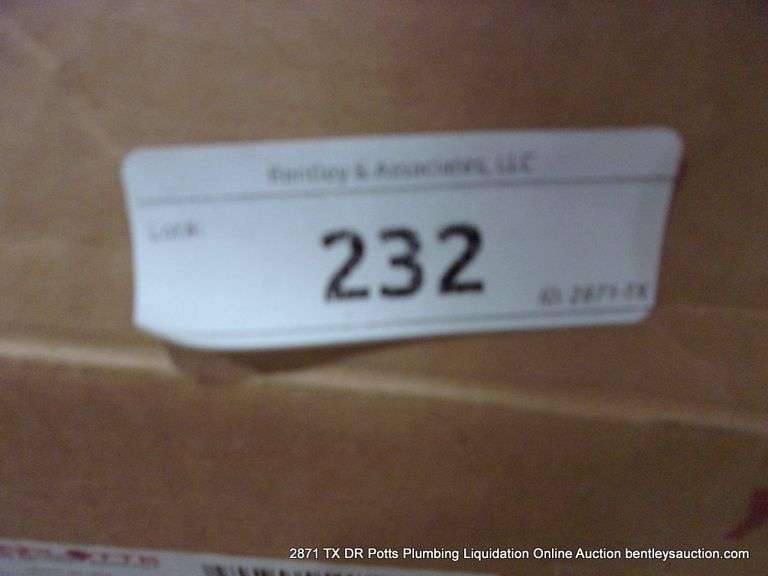 Bentley & Associates, LLC
Lot #:
232
ID: 2871-TX
2871 TX DR Potts Plumbing Liquidation Online Auction bentleysauction.com